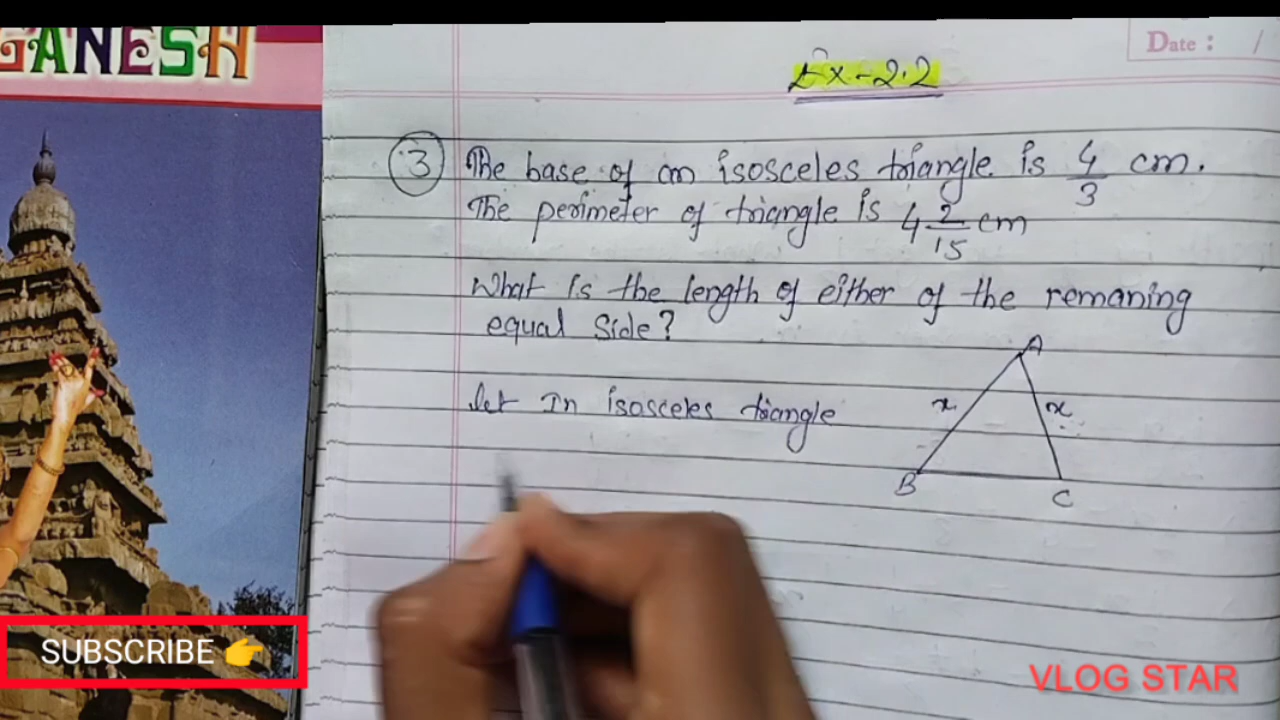 GANESH
Date : /
Ex-2.2
3 The base of an isosceles triangle is 4/3 cm.
The perimeter of triangle is 4 2/15 cm
What is the length of either of the remaning
equal side?
let In isosceles triangle
A
x x
B C
SUBSCRIBE 👉
VLOG STAR